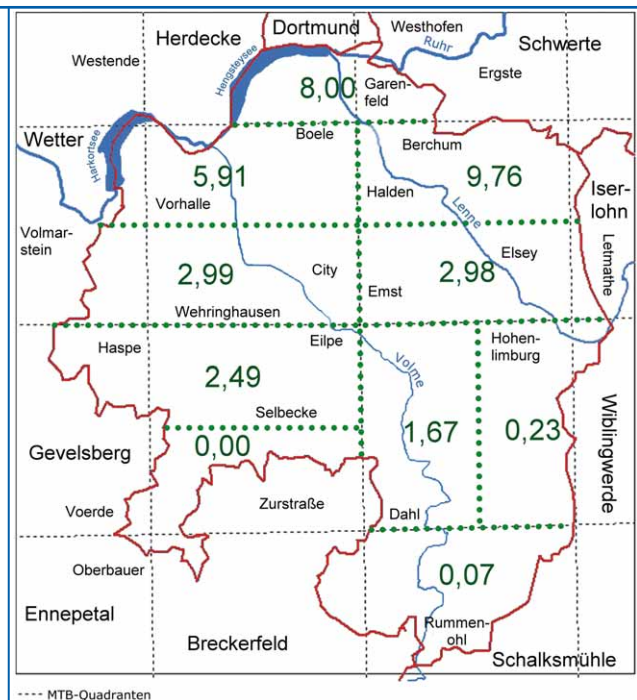 Dortmund
Westhofen
Herdecke
Ruhr
Schwerte
Westende
Hengsteysee
Ergste
8,00
Garen-
feld
Wetter
Harkortsee
Boele
Berchum
5,91
9,76
Halden
Iser-
lohn
Vorhalle
Lenne
Volmar-
stein
Elsey
Letmathe
2,99
City
2,98
Emst
Wehringhausen
Haspe
Eilpe
Hohen-
limburg
Volme
2,49
Selbecke
1,67
0,23
Wiblingwerde
Gevelsberg
0,00
Zurstraße
Voerde
Dahl
Oberbauer
0,07
Ennepetal
Rummen-
ohl
Breckerfeld
Schalksmühle
---- MTB-Quadranten